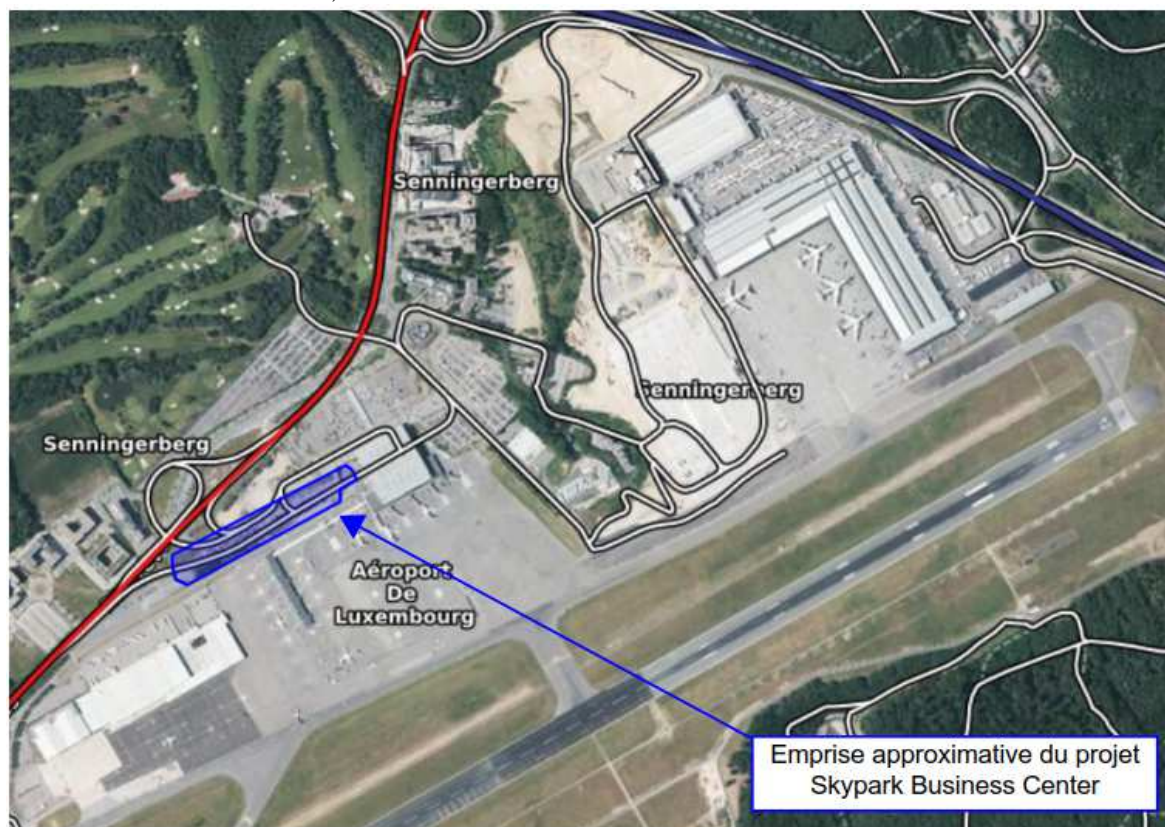 Senningerberg
Senningerberg
Senningerberg
Aéroport
De
Luxembourg
Emprise approximative du projet
Skypark Business Center